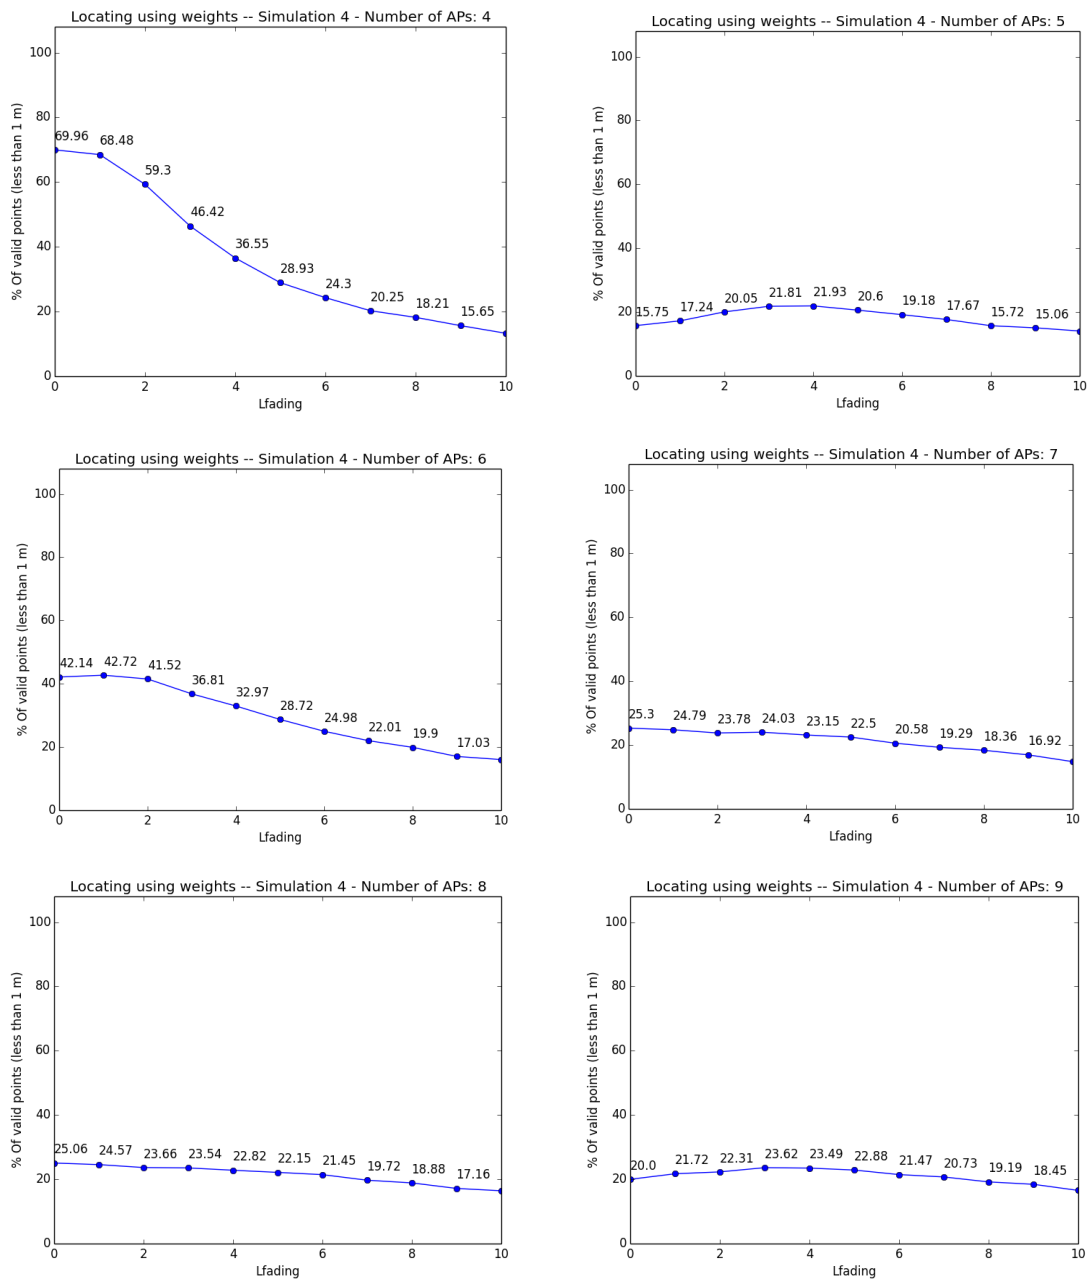 Locating using weights -- Simulation 4 - Number of APs: 4
% Of valid points (less than 1 m)
100
80
60
40
20
0
69.96
68.48
59.3
46.42
36.55
28.93
24.3
20.25
18.21
15.65
0 2 4 6 8 10
Lfading
Locating using weights -- Simulation 4 - Number of APs: 5
% Of valid points (less than 1 m)
100
80
60
40
20
0
15.75 17.24 20.05 21.81 21.93 20.6 19.18 17.67 15.72 15.06
0 2 4 6 8 10
Lfading
Locating using weights -- Simulation 4 - Number of APs: 6
% Of valid points (less than 1 m)
100
80
60
40
20
0
42.14 42.72 41.52
36.81
32.97
28.72
24.98
22.01
19.9
17.03
0 2 4 6 8 10
Lfading
Locating using weights -- Simulation 4 - Number of APs: 7
% Of valid points (less than 1 m)
100
80
60
40
20
0
25.3 24.79 23.78 24.03 23.15 22.5 20.58 19.29 18.36 16.92
0 2 4 6 8 10
Lfading
Locating using weights -- Simulation 4 - Number of APs: 8
% Of valid points (less than 1 m)
100
80
60
40
20
0
25.06 24.57 23.66 23.54 22.82 22.15 21.45 19.72 18.88 17.16
0 2 4 6 8 10
Lfading
Locating using weights -- Simulation 4 - Number of APs: 9
% Of valid points (less than 1 m)
100
80
60
40
20
0
20.0 21.72 22.31 23.62 23.49 22.88 21.47 20.73 19.19 18.45
0 2 4 6 8 10
Lfading